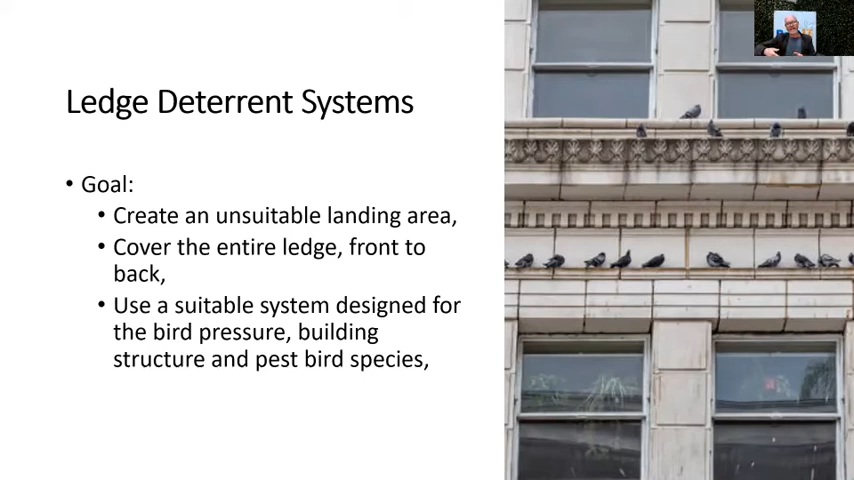 Ledge Deterrent Systems
• Goal:
• Create an unsuitable landing area,
• Cover the entire ledge, front to
back,
• Use a suitable system designed for
the bird pressure, building
structure and pest bird species,